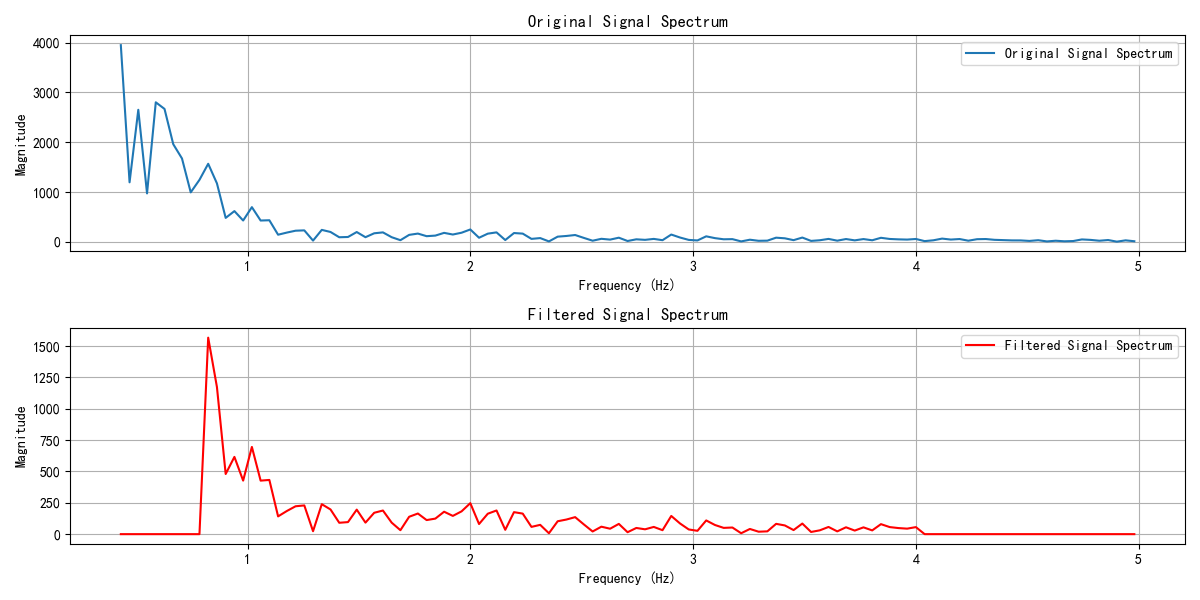 Original Signal Spectrum
4000
3000
2000
1000
0
Magnitude
Original Signal Spectrum
1 2 3 4 5
Frequency (Hz)
Filtered Signal Spectrum
1500
1250
1000
750
500
250
0
Magnitude
Filtered Signal Spectrum
1 2 3 4 5
Frequency (Hz)